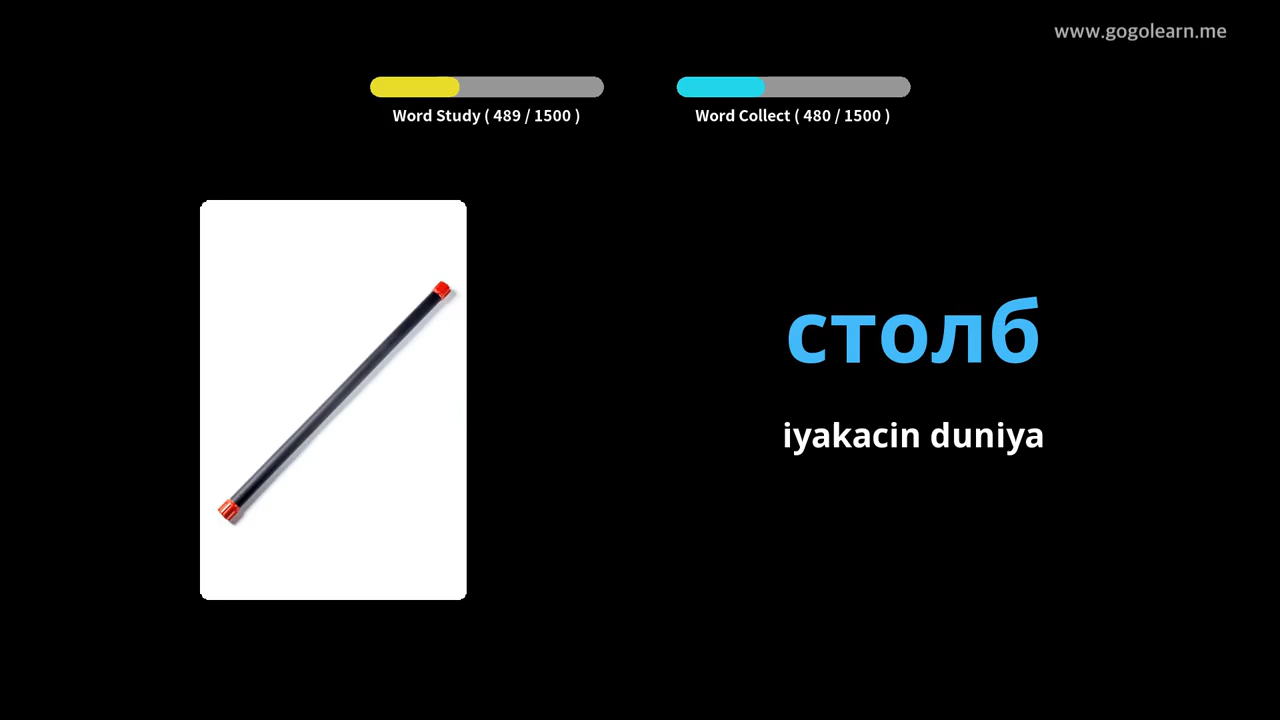 www.gogolearn.me
Word Study ( 489 / 1500 )
Word Collect ( 480 / 1500 )
столб
iyakacin duniya